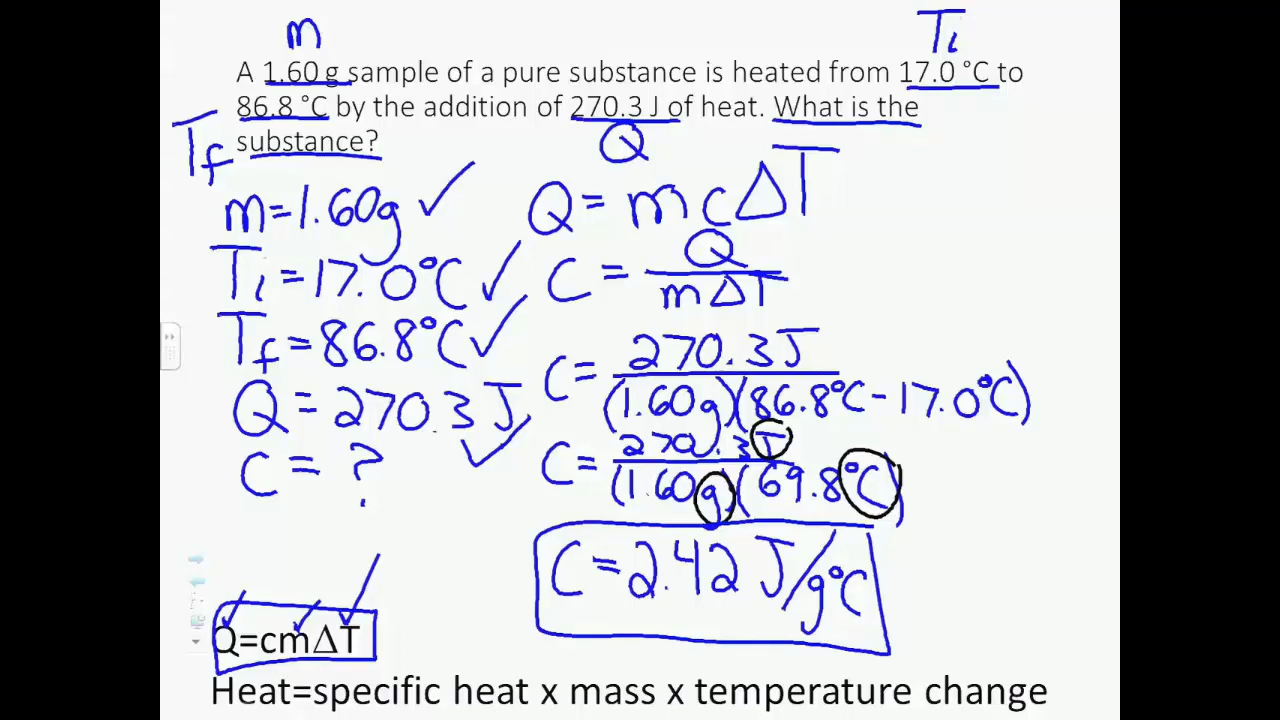 m
Ti
A 1.60 g sample of a pure substance is heated from 17.0 °C to
86.8 °C by the addition of 270.3 J of heat. What is the
substance?
Tf
Q
m=1.60g
Ti=17.0°C
Tf=86.8°C
Q=270.3J
C=?
Q=mcΔT
C=Q/mΔT
C=270.3J/(1.60g)(86.8°C-17.0°C)
C=270.3J/(1.60g)(69.8°C)
C=2.42J/g°C
Q=cmΔT
Heat=specific heat x mass x temperature change